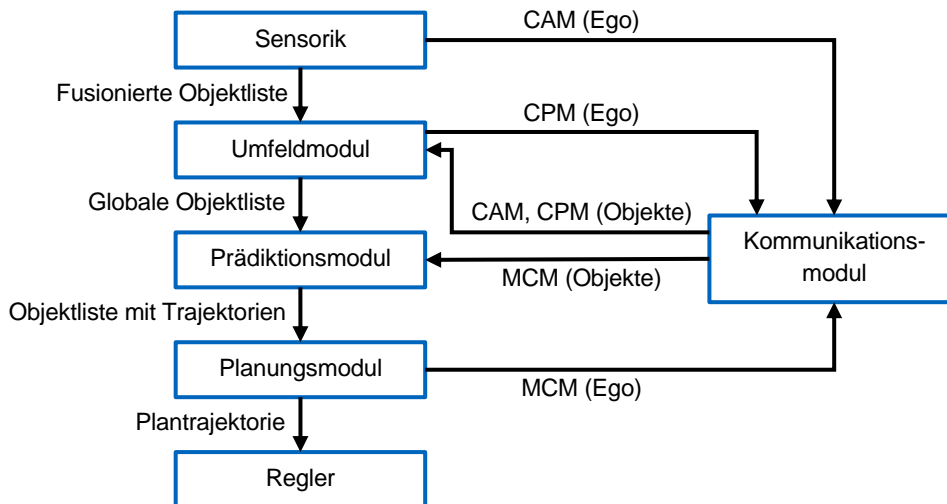 CAM (Ego)
Sensorik
Fusionierte Objektliste
CPM (Ego)
Umfeldmodul
Globale Objektliste
CAM, CPM (Objekte)
Kommunikations-
modul
Prädiktionsmodul
MCM (Objekte)
Objektliste mit Trajektorien
Planungsmodul
MCM (Ego)
Plantrajektorie
Regler